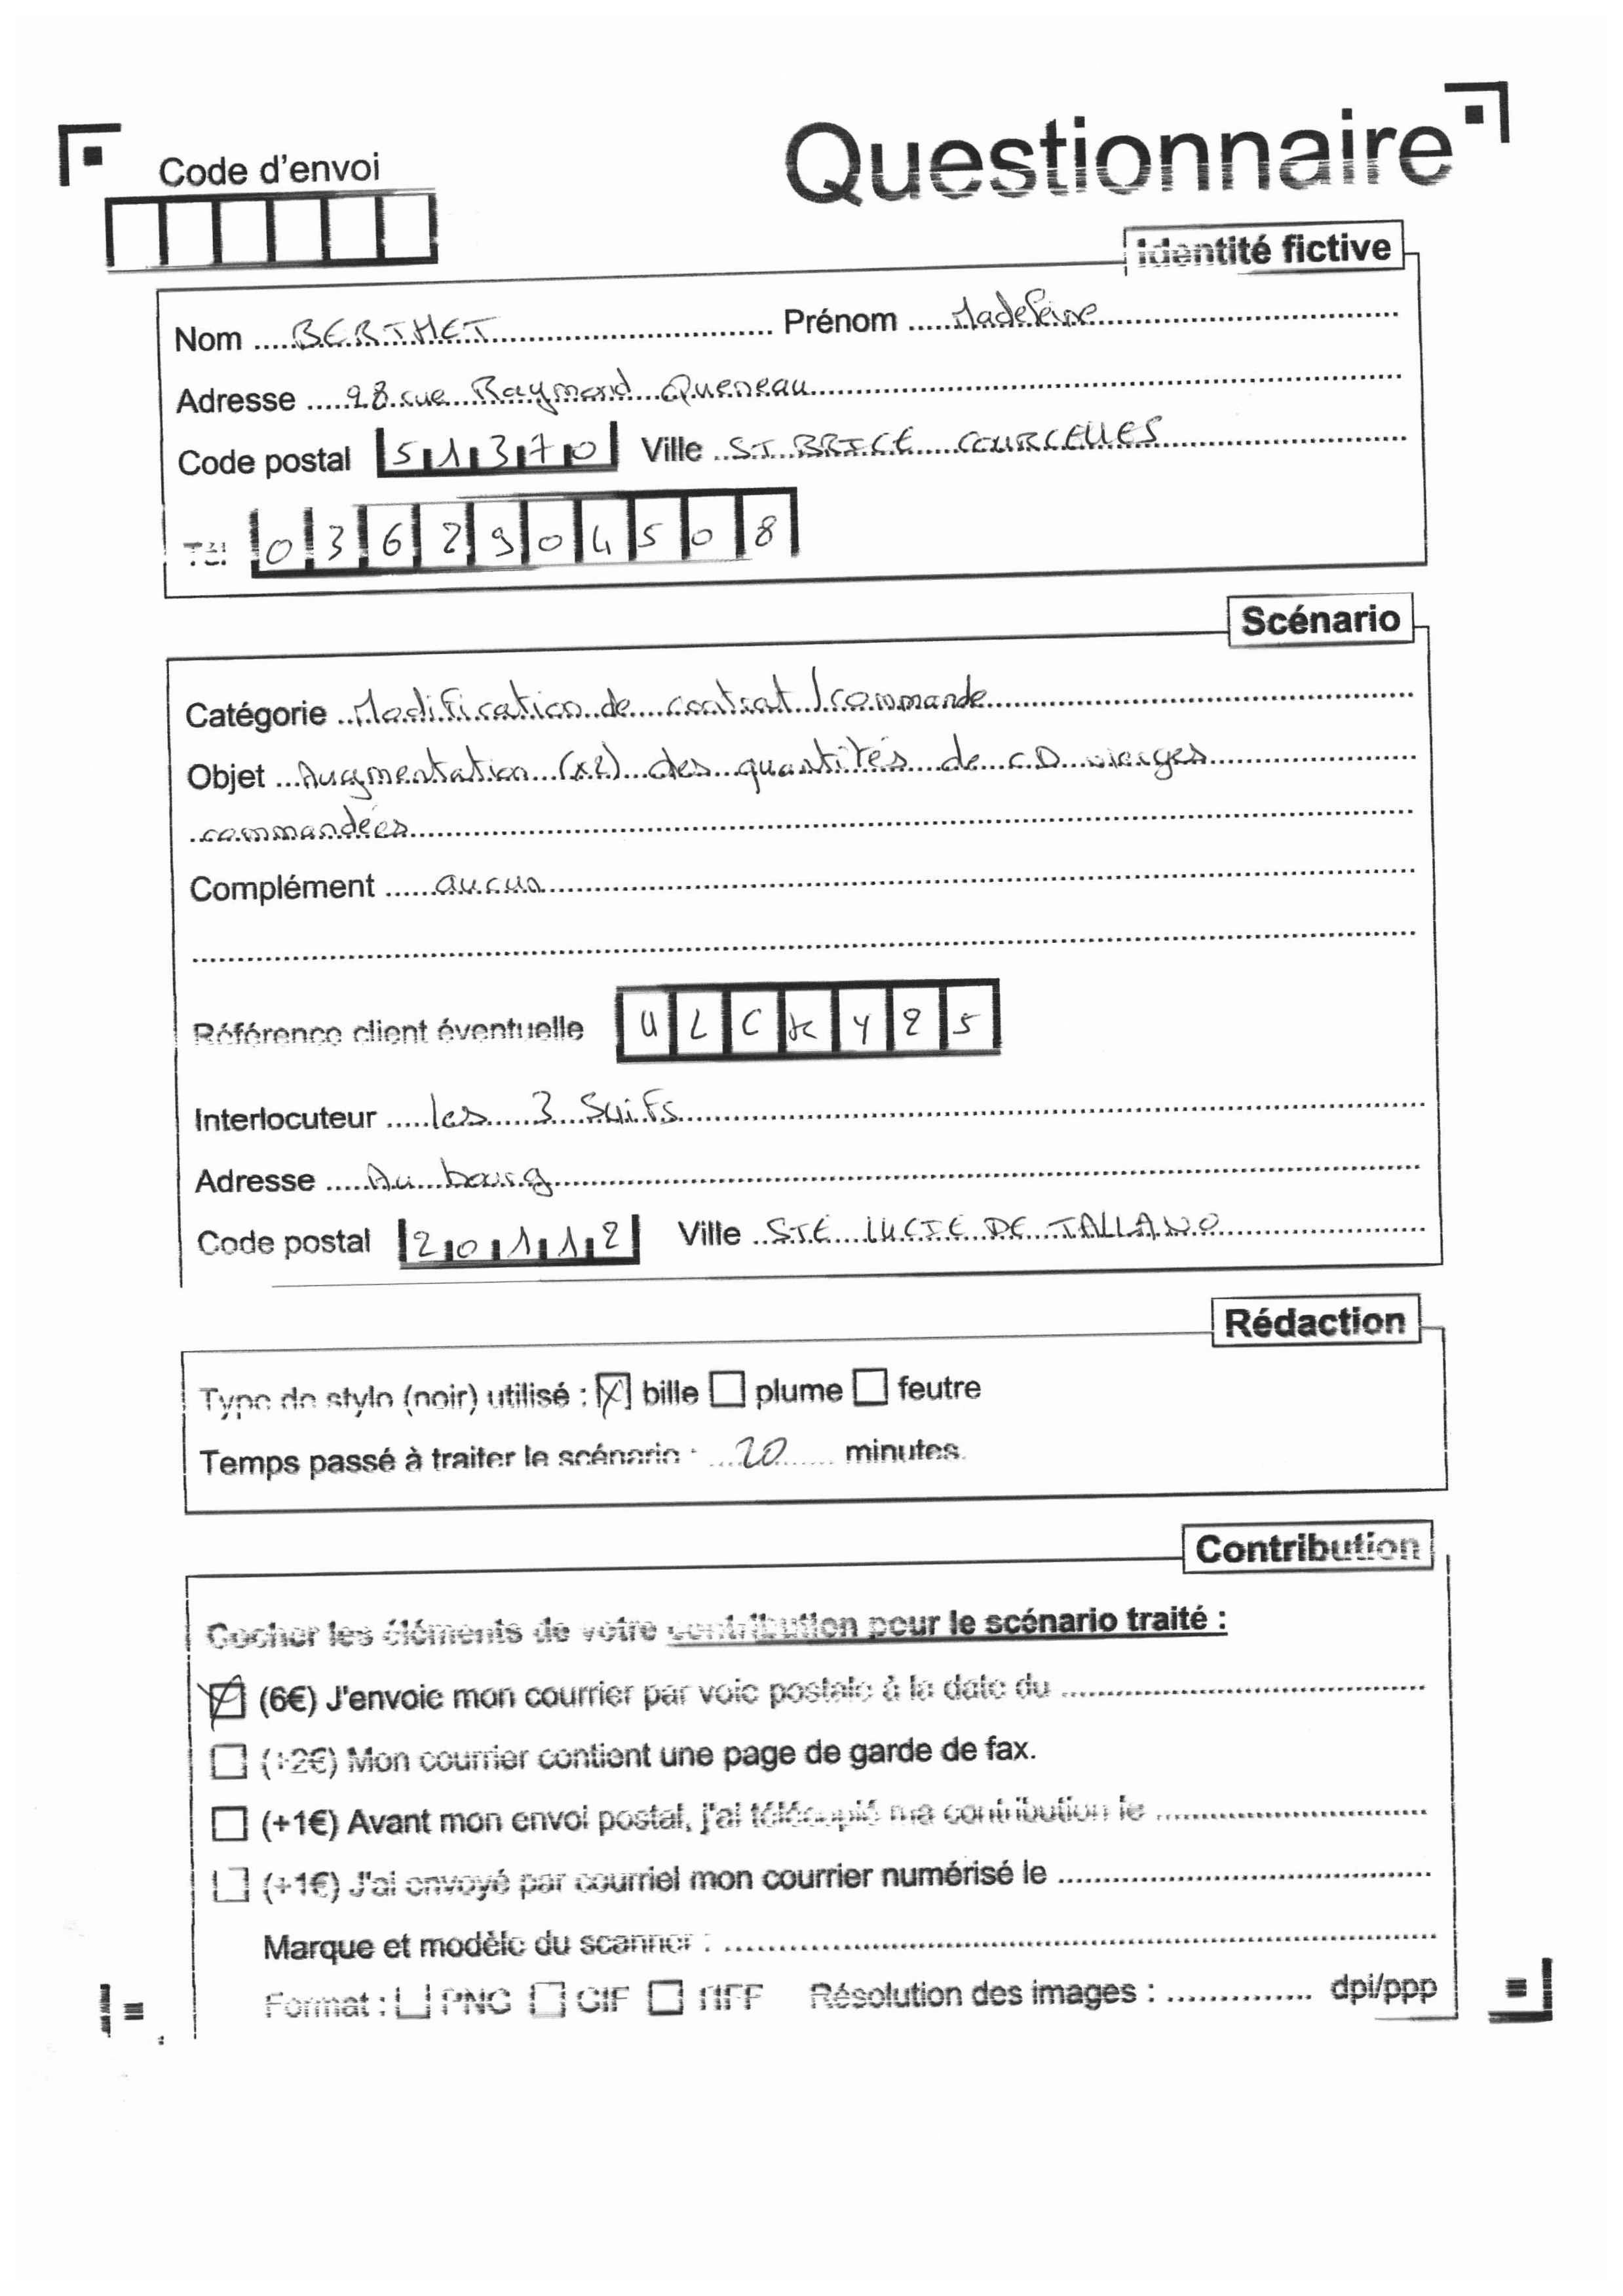 Questionnaire
Code d'envoi
Identité fictive
Nom BERTHET Prénom Madeleine
Adresse 28 rue Raymond Queneau
Code postal 51370 Ville ST BRICE COURCELLES
Tél 0362904508
Scénario
Catégorie Modification de contrat / commande
Objet Augmentation (x2) des quantités de CD vierges
commandées
Complément aucun
Référence client éventuelle ULCKY25
Interlocuteur les 3 Suifs
Adresse Au bourg
Code postal 20112 Ville STE LUCIE DE TALLANO
Rédaction
Type de stylo (noir) utilisé : bille plume feutre
Temps passé à traiter le scénario : 20 minutes.
Contribution
Cocher les éléments de votre contribution pour le scénario traité :
(6€) J'envoie mon courrier par voie postale à la date du
(+2€) Mon courrier contient une page de garde de fax.
(+1€) Avant mon envoi postal, j'ai télécopié ma contribution le
(+1€) J'ai envoyé par courriel mon courrier numérisé le
Marque et modèle du scanner :
Format : PNG GIF TIFF Résolution des images : dpi/ppp